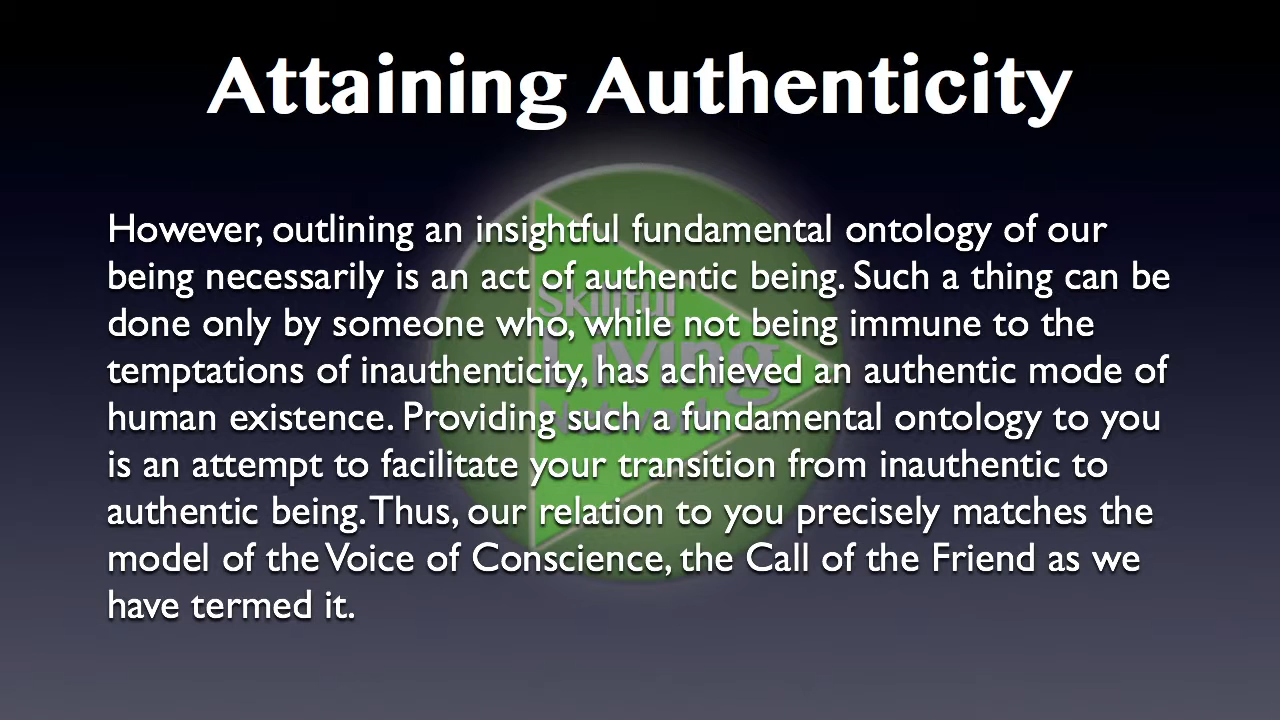 Attaining Authenticity
However, outlining an insightful fundamental ontology of our
being necessarily is an act of authentic being. Such a thing can be
done only by someone who, while not being immune to the
temptations of inauthenticity, has achieved an authentic mode of
human existence. Providing such a fundamental ontology to you
is an attempt to facilitate your transition from inauthentic to
authentic being. Thus, our relation to you precisely matches the
model of the Voice of Conscience, the Call of the Friend as we
have termed it.
Skillful
Living
Network